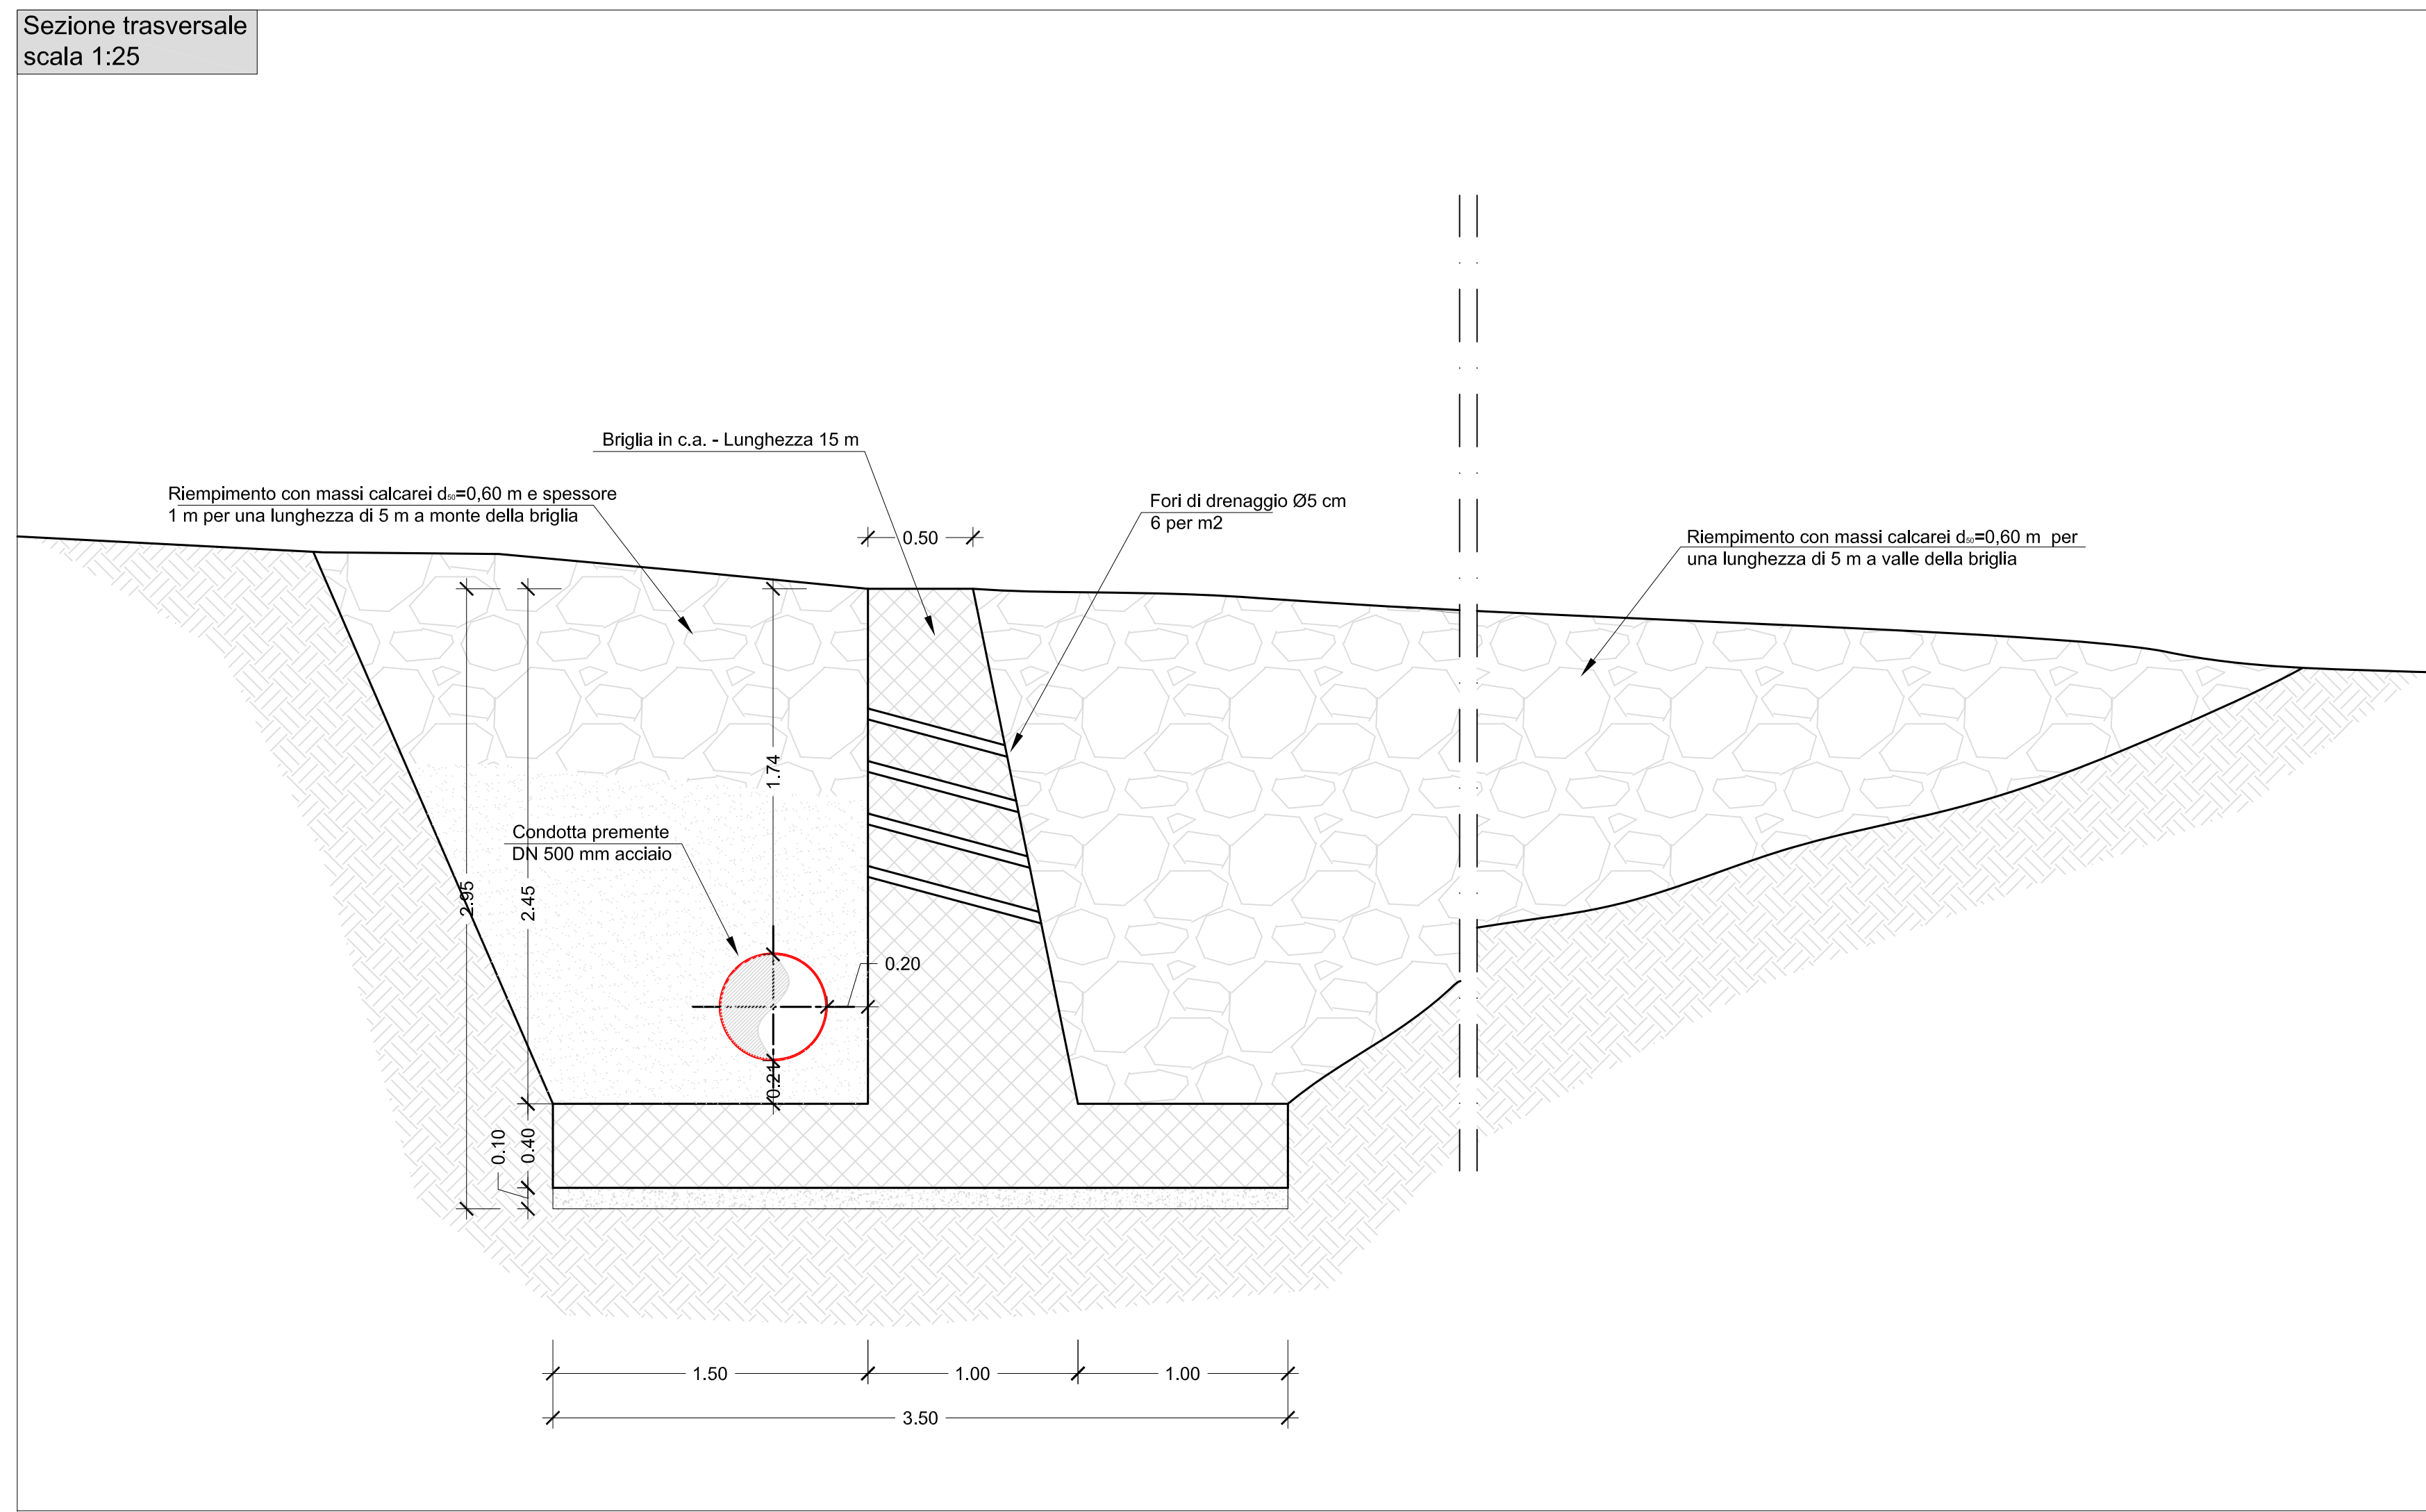 Sezione trasversale
scala 1:25
Briglia in c.a. - Lunghezza 15 m
Riempimento con massi calcarei d₅₀=0,60 m e spessore
1 m per una lunghezza di 5 m a monte della briglia
Fori di drenaggio Ø5 cm
6 per m2
0.50
Riempimento con massi calcarei d₅₀=0,60 m per
una lunghezza di 5 m a valle della briglia
1.74
Condotta premente
DN 500 mm acciaio
2.95
2.45
0.20
0.21
0.10
0.40
1.50
1.00
1.00
3.50